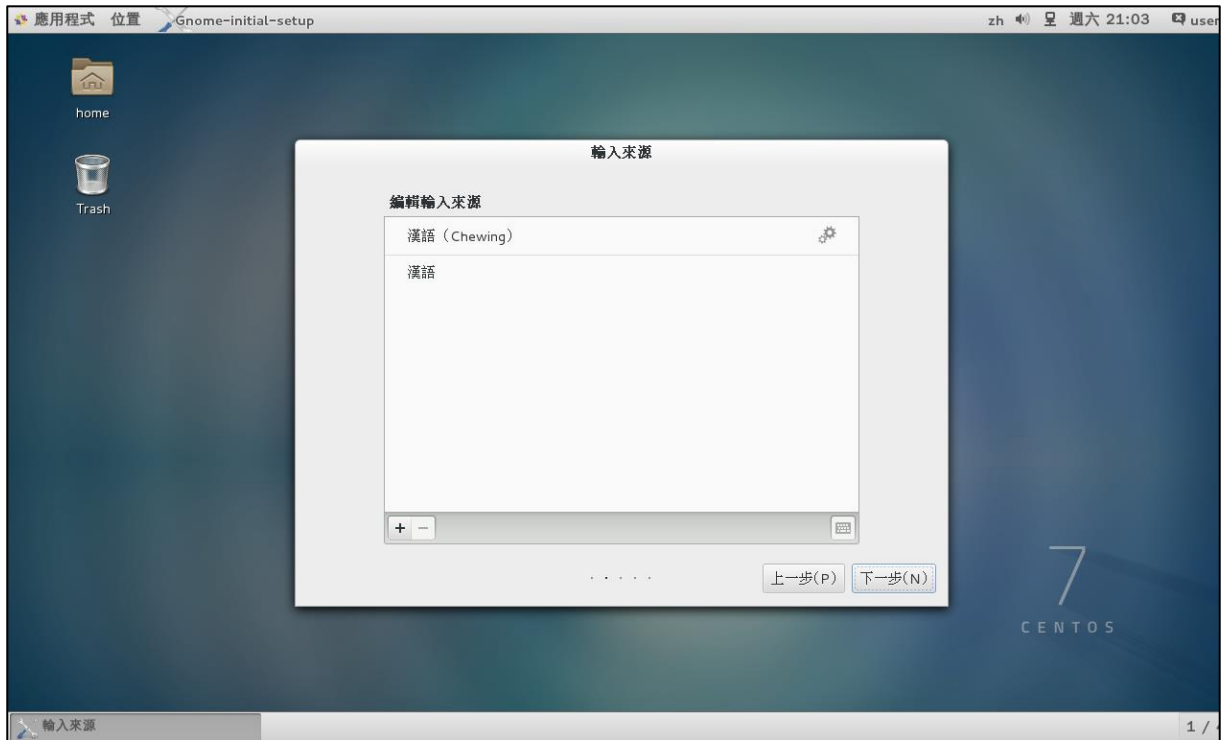 應用程式 位置 Gnome-initial-setup zh 週六 21:03 user
home
Trash
輸入來源
編輯輸入來源
漢語（Chewing）
漢語
+ −
上一步(P) 下一步(N)
7
CENTOS
輸入來源 1 /